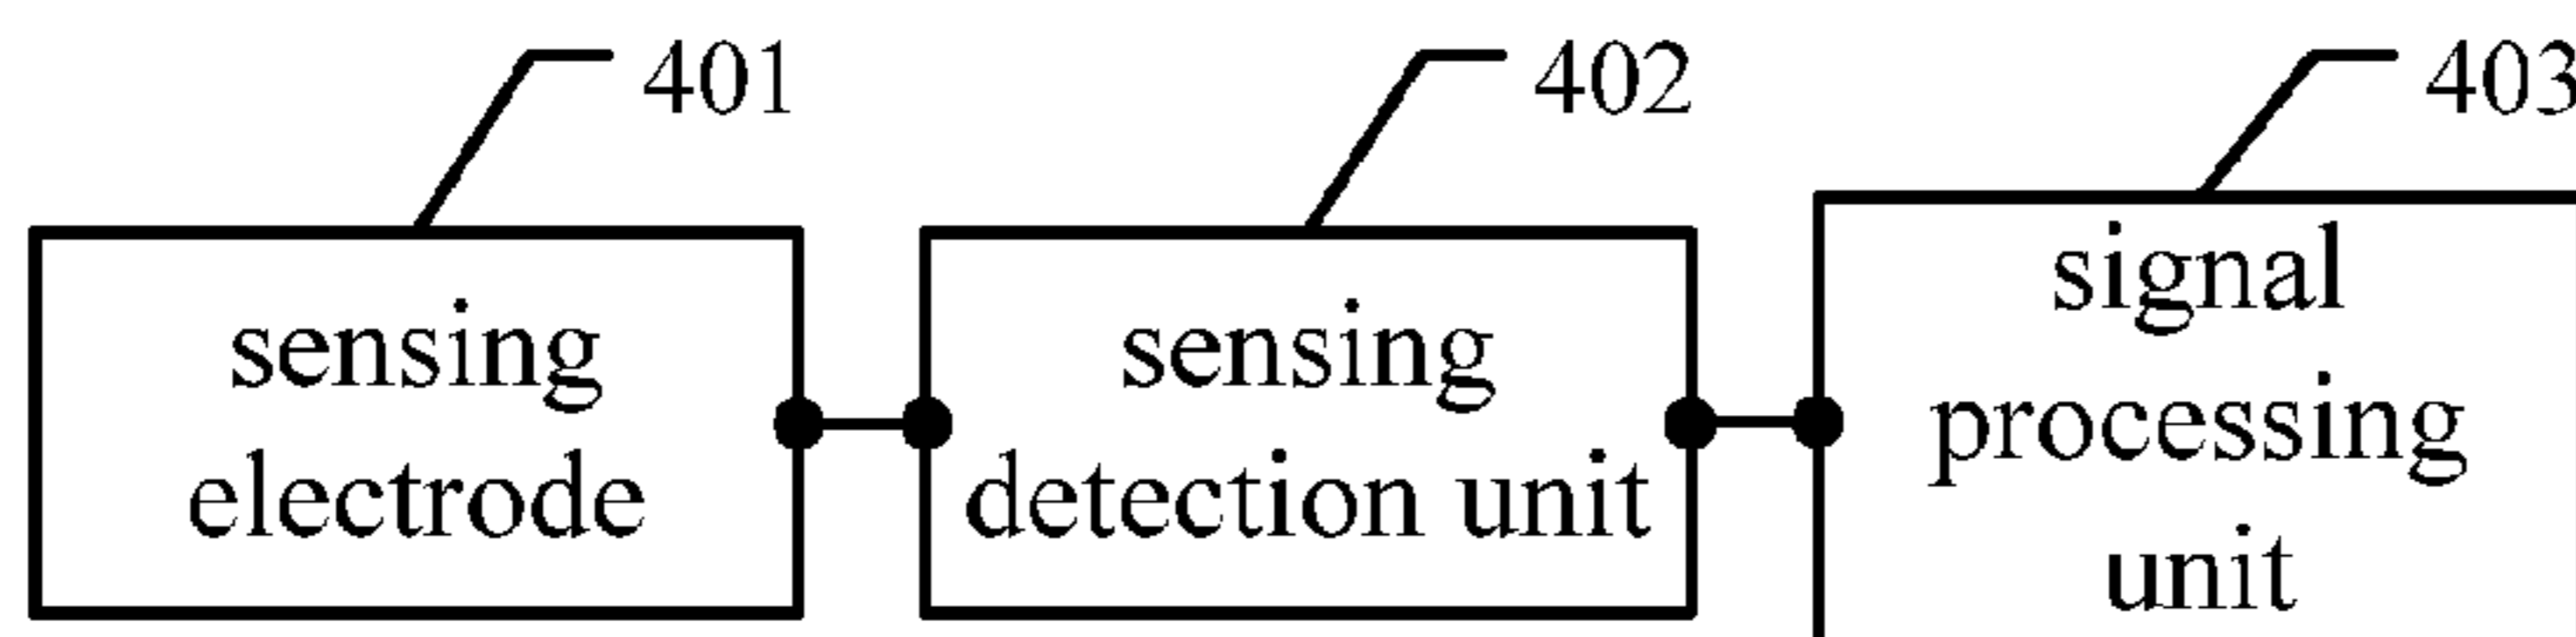 401
402
403
sensing
electrode
sensing
detection unit
signal
processing
unit